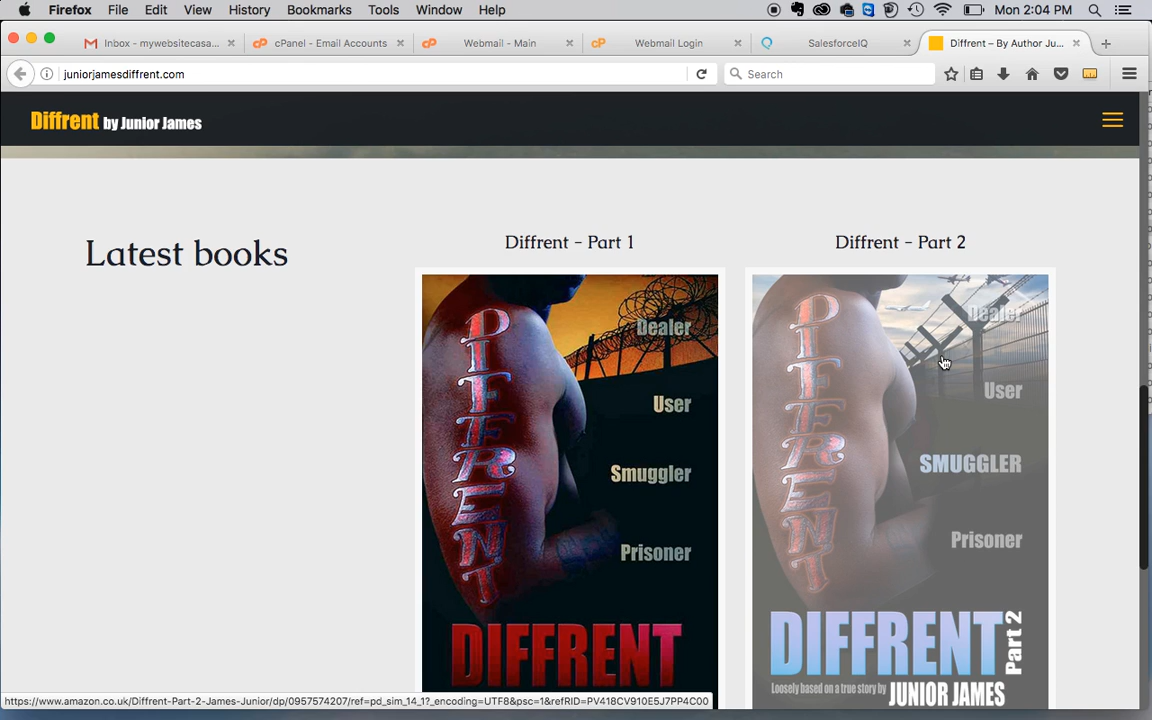 Firefox File Edit View History Bookmarks Tools Window Help Mon 2:04 PM
Inbox - mywebsitecasa... cPanel - Email Accounts Webmail - Main Webmail Login SalesforceIQ Diffrent – By Author Ju...
juniorjamesdiffrent.com Search
Diffrent by Junior James
Latest books
Diffrent - Part 1
Diffrent - Part 2
DIFFRENT
Dealer
User
Smuggler
Prisoner
DIFFRENT
DIFFRENT
Dealer
User
SMUGGLER
Prisoner
DIFFRENT Part 2
Loosely based on a true story by JUNIOR JAMES
https://www.amazon.co.uk/Diffrent-Part-2-James-Junior/dp/0957574207/ref=pd_sim_14_1?_encoding=UTF8&psc=1&refRID=PV418CV910E5J7PP4C00